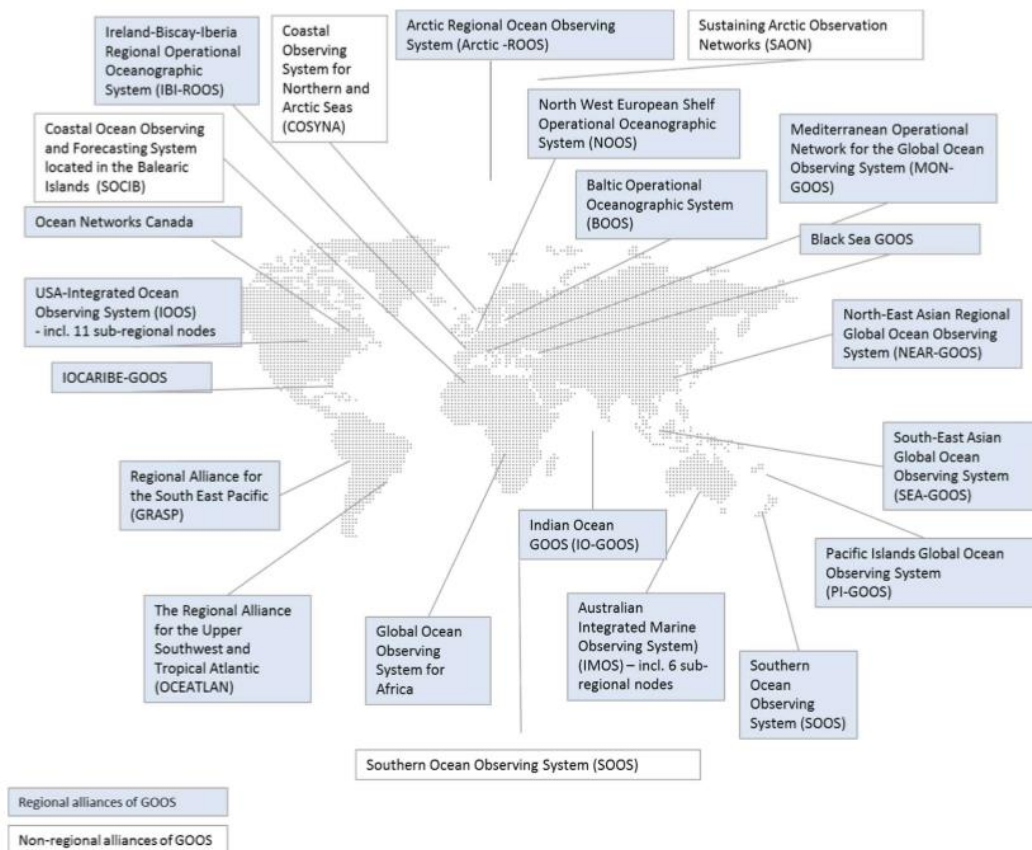 Ireland-Biscay-Iberia
Regional Operational
Oceanographic
System (IBI-ROOS)
Coastal
Observing
System for
Northern and
Arctic Seas
(COSYNA)
Arctic Regional Ocean Observing
System (Arctic -ROOS)
Sustaining Arctic Observation
Networks (SAON)
North West European Shelf
Operational Oceanographic
System (NOOS)
Mediterranean Operational
Network for the Global Ocean
Observing System (MON-
GOOS)
Coastal Ocean Observing
and Forecasting System
located in the Balearic
Islands (SOCIB)
Baltic Operational
Oceanographic System
(BOOS)
Ocean Networks Canada
Black Sea GOOS
USA-Integrated Ocean
Observing System (IOOS)
- incl. 11 sub-regional nodes
North-East Asian Regional
Global Ocean Observing
System (NEAR-GOOS)
IOCARIBE-GOOS
South-East Asian
Global Ocean
Observing System
(SEA-GOOS)
Regional Alliance for
the South East Pacific
(GRASP)
Indian Ocean
GOOS (IO-GOOS)
Pacific Islands Global Ocean
Observing System
(PI-GOOS)
The Regional Alliance
for the Upper
Southwest and
Tropical Atlantic
(OCEATLAN)
Global Ocean
Observing
System for
Africa
Australian
Integrated Marine
Observing System)
(IMOS) – incl. 6 sub-
regional nodes
Southern
Ocean
Observing
System (SOOS)
Southern Ocean Observing System (SOOS)
Regional alliances of GOOS
Non-regional alliances of GOOS